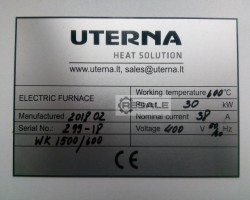 UTERNA
HEAT SOLUTION
www.uterna.lt, sales@uterna.lt
ELECTRIC FURNACE
Working temperature 600°C
Power 30 kW
Manufactured 2018 02
Nominal current 38 A
Serial No.: 299-18
Voltage 400 V Hz
WK 1500/600
CE